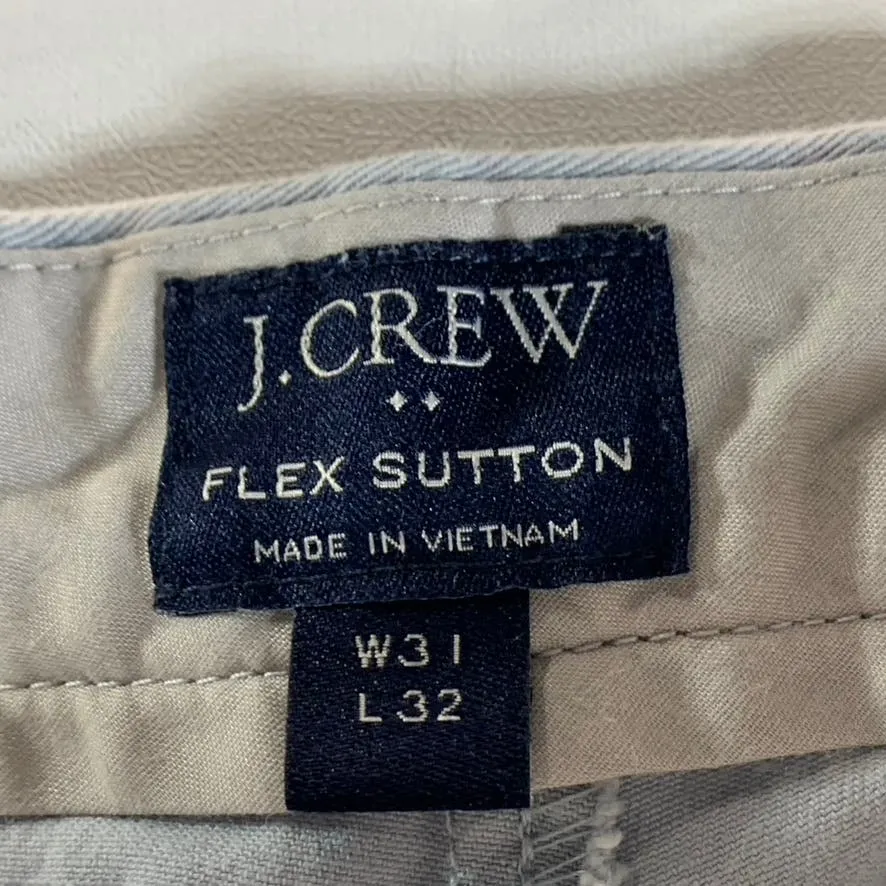 J.CREW
FLEX SUTTON
MADE IN VIETNAM
W31
L32